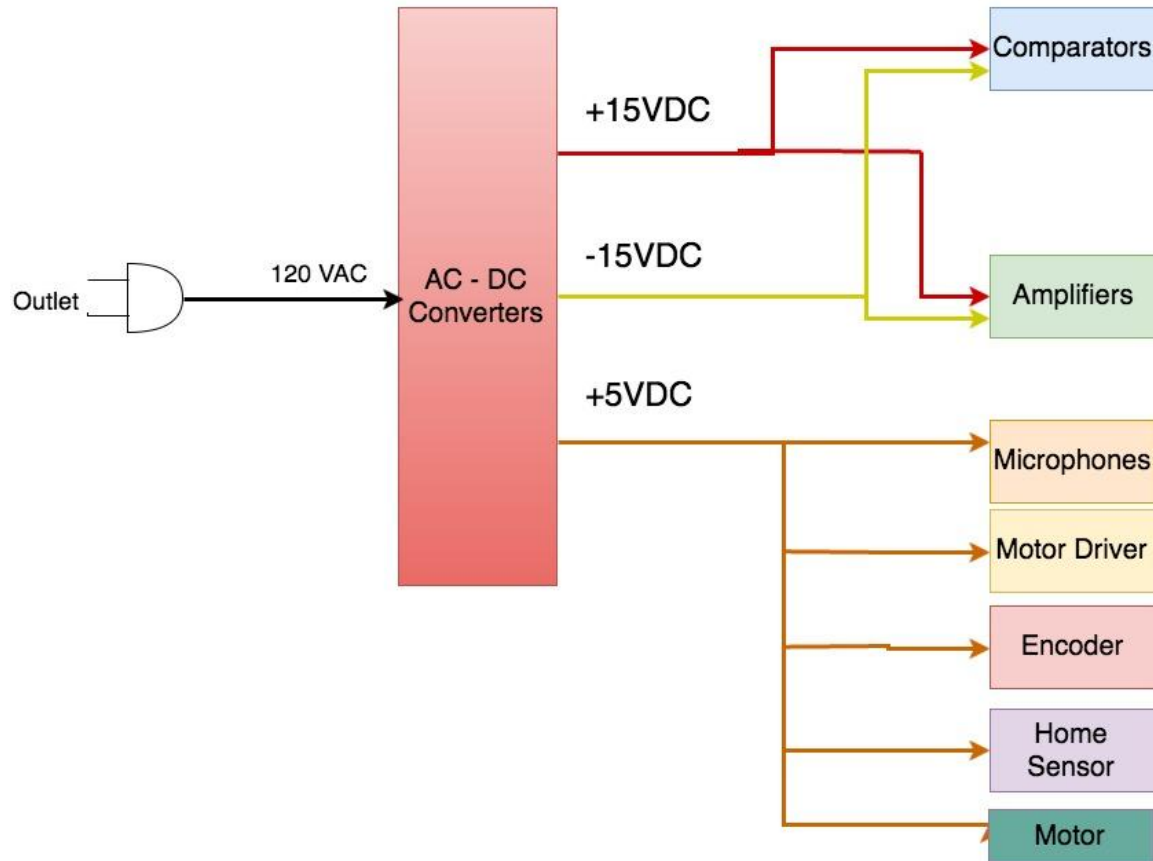 Outlet
120 VAC
AC - DC
Converters
+15VDC
-15VDC
+5VDC
Comparators
Amplifiers
Microphones
Motor Driver
Encoder
Home
Sensor
Motor